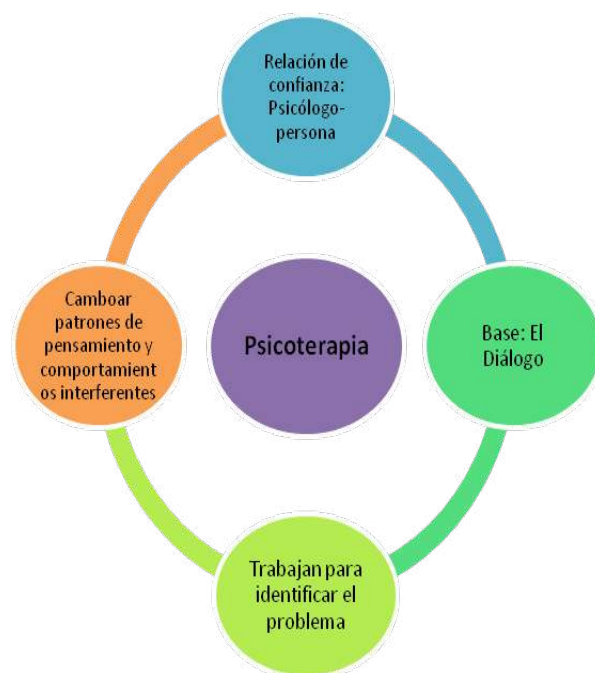 Relación de
confianza:
Psicólogo-
persona
Camboar
patrones de
pensamiento y
comportamient
os interferentes
Psicoterapia
Base: El
Diálogo
Trabajan para
identificar el
problema